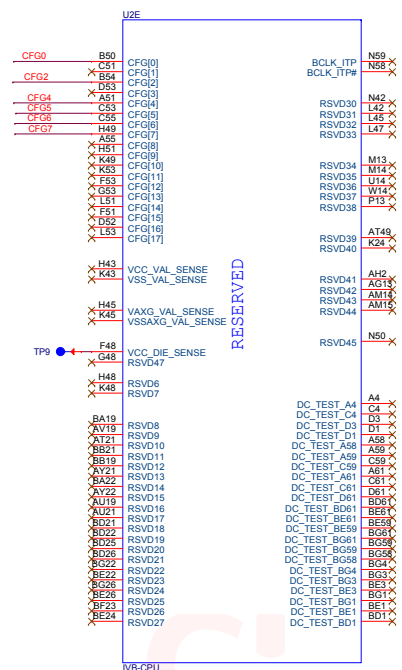 U2E
CFG0 B50 CFG[0]
C51 CFG[1]
CFG2 B54 CFG[2]
D53 CFG[3]
CFG4 A51 CFG[4]
CFG5 C53 CFG[5]
CFG6 C55 CFG[6]
CFG7 H49 CFG[7]
A55 CFG[8]
H51 CFG[9]
K49 CFG[10]
K53 CFG[11]
F53 CFG[12]
G53 CFG[13]
L51 CFG[14]
F51 CFG[15]
D52 CFG[16]
L53 CFG[17]
H43 VCC_VAL_SENSE
K43 VSS_VAL_SENSE
H45 VAXG_VAL_SENSE
K45 VSSAXG_VAL_SENSE
TP9 F48 VCC_DIE_SENSE
G48 RSVD47
H48 RSVD6
K48 RSVD7
BA19 RSVD8
AV19 RSVD9
AT21 RSVD10
BB21 RSVD11
BB19 RSVD12
AY21 RSVD13
BA22 RSVD14
AY22 RSVD15
AU19 RSVD16
AU21 RSVD17
BD21 RSVD18
BD22 RSVD19
BD25 RSVD20
BD26 RSVD21
BG22 RSVD22
BE22 RSVD23
BG26 RSVD24
BE26 RSVD25
BF23 RSVD26
BE24 RSVD27
RESERVED
BCLK_ITP N59
BCLK_ITP# N58
RSVD30 N42
RSVD31 L42
RSVD32 L45
RSVD33 L47
RSVD34 M13
RSVD35 M14
RSVD36 U14
RSVD37 W14
RSVD38 P13
RSVD39 AT49
RSVD40 K24
RSVD41 AH2
RSVD42 AG13
RSVD43 AM14
RSVD44 AM15
RSVD45 N50
DC_TEST_A4 A4
DC_TEST_C4 C4
DC_TEST_D3 D3
DC_TEST_D1 D1
DC_TEST_A58 A58
DC_TEST_A59 A59
DC_TEST_C59 C59
DC_TEST_A61 A61
DC_TEST_C61 C61
DC_TEST_D61 D61
DC_TEST_BD61 BD61
DC_TEST_BE61 BE61
DC_TEST_BE59 BE59
DC_TEST_BG61 BG61
DC_TEST_BG59 BG59
DC_TEST_BG58 BG58
DC_TEST_BG4 BG4
DC_TEST_BG3 BG3
DC_TEST_BE3 BE3
DC_TEST_BG1 BG1
DC_TEST_BE1 BE1
DC_TEST_BD1 BD1
IVB-CPU